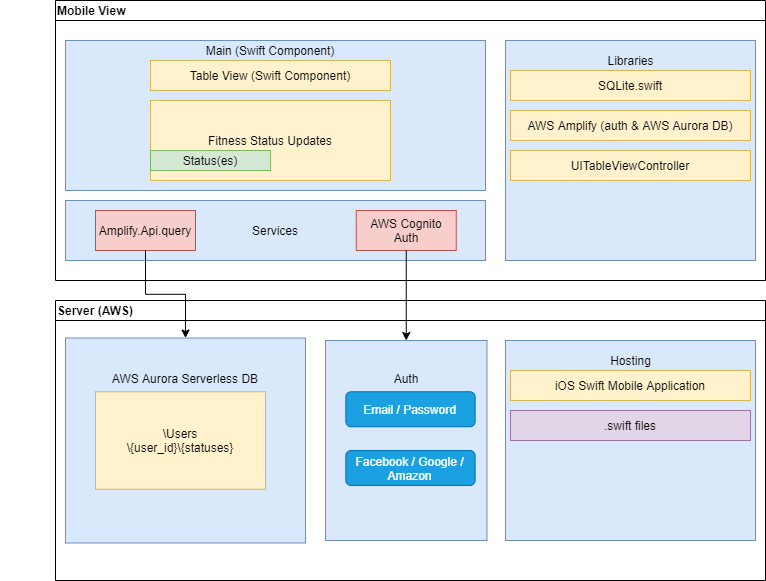 Mobile View
Main (Swift Component)
Table View (Swift Component)
Fitness Status Updates
Status(es)
Amplify.Api.query
Services
AWS Cognito
Auth
Libraries
SQLite.swift
AWS Amplify (auth & AWS Aurora DB)
UITableViewController
Server (AWS)
AWS Aurora Serverless DB
\Users
\{user_id}\{statuses}
Auth
Email / Password
Facebook / Google /
Amazon
Hosting
iOS Swift Mobile Application
.swift files